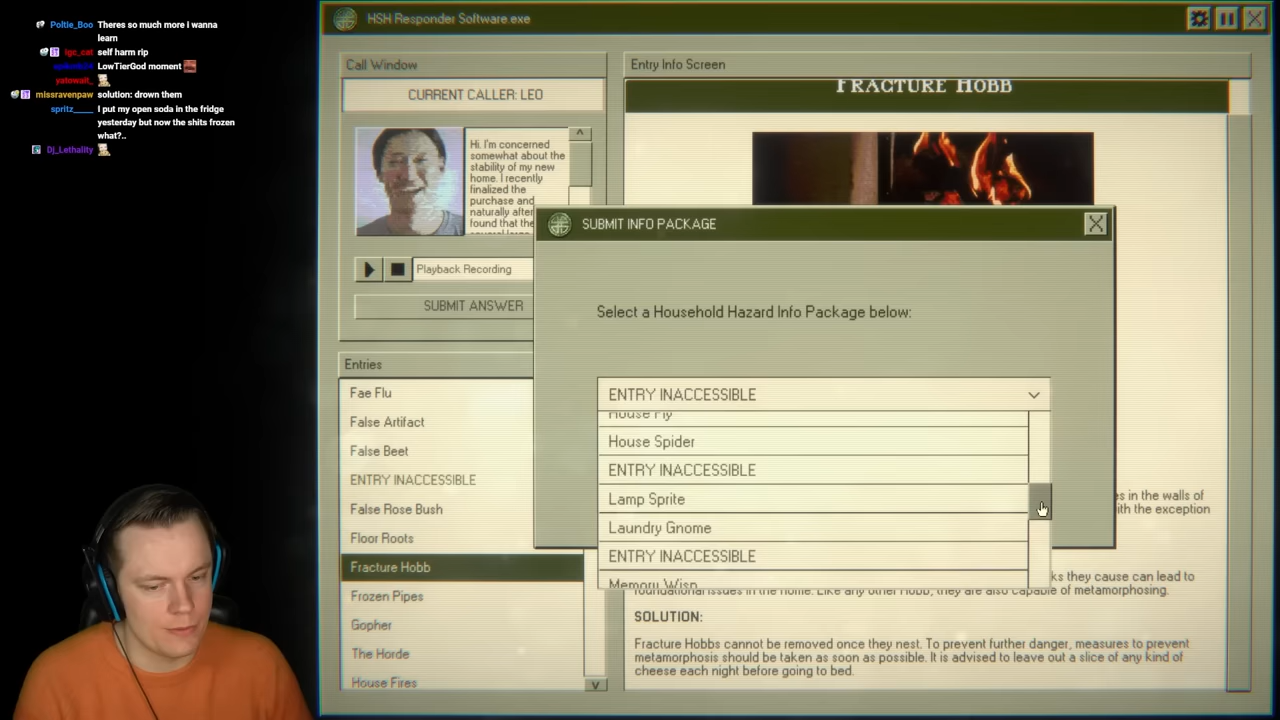 Poltie_Boo Theres so much more i wanna
learn
igc_cat self harm rip
LowTierGod moment
yatnwait_
missravenpaw solution: drown them
spritz____ I put my open soda in the fridge
yesterday but now the shits frozen
what?..
Dj_Lethality
HSH Responder Software.exe
Call Window
CURRENT CALLER: LEO
Hi. I'm concerned
somewhat about the
stability of my new
home. I recently
finalized the
purchase and
naturally after
found that the
several large
Playback Recording
SUBMIT ANSWER
Entries
Fae Flu
False Artifact
False Beet
ENTRY INACCESSIBLE
False Rose Bush
Floor Roots
Fracture Hobb
Frozen Pipes
Gopher
The Horde
House Fires
Entry Info Screen
FRACTURE HOBB
SUBMIT INFO PACKAGE
Select a Household Hazard Info Package below:
ENTRY INACCESSIBLE
House Fly
House Spider
ENTRY INACCESSIBLE
Lamp Sprite
Laundry Gnome
ENTRY INACCESSIBLE
Memory Wisp
es in the walls of
ith the exception
ks they cause can lead to
foundational issues in the home. Like any other Hobb, they are also capable of metamorphosing.
SOLUTION:
Fracture Hobbs cannot be removed once they nest. To prevent further danger, measures to prevent
metamorphosis should be taken as soon as possible. It is advised to leave out a slice of any kind of
cheese each night before going to bed.